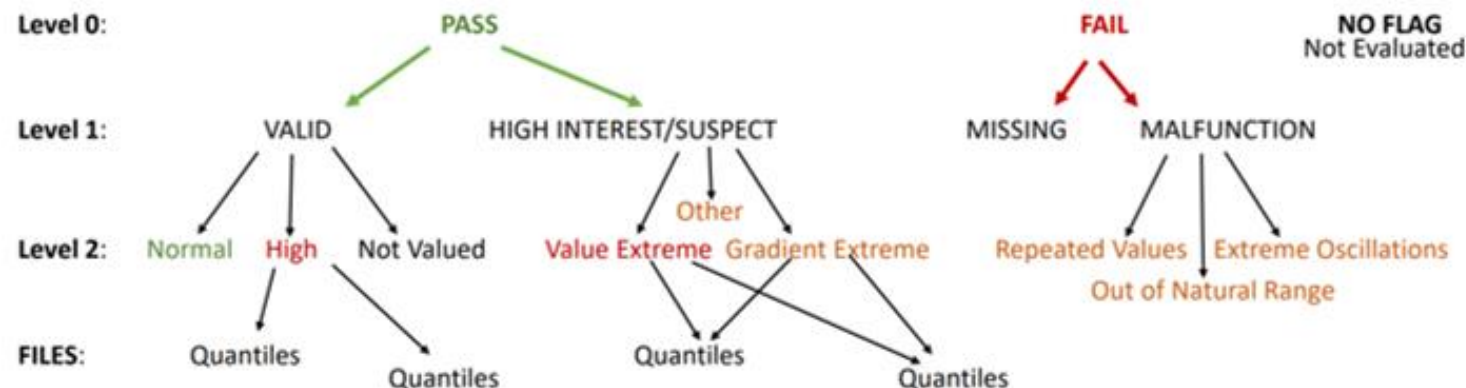 Level 0: PASS FAIL NO FLAG
Not Evaluated
Level 1: VALID HIGH INTEREST/SUSPECT MISSING MALFUNCTION
Other
Level 2: Normal High Not Valued Value Extreme Gradient Extreme Repeated Values Extreme Oscillations
Out of Natural Range
FILES: Quantiles Quantiles
Quantiles Quantiles